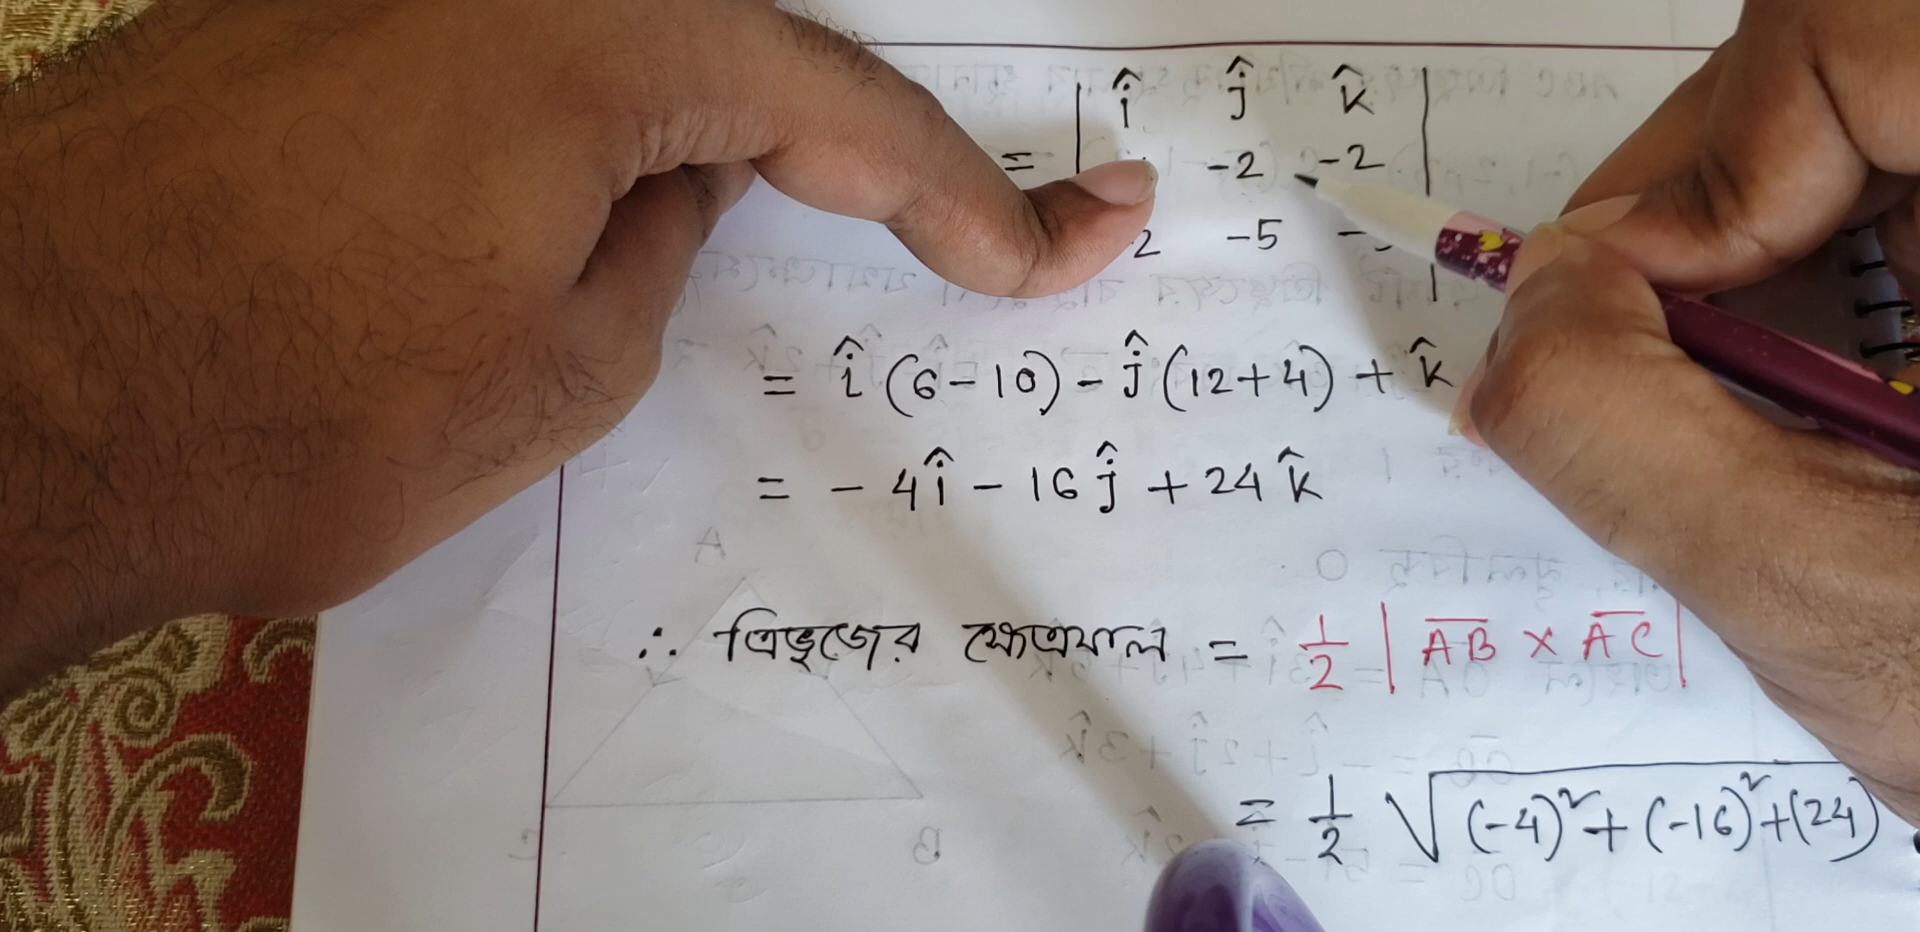 = | î ĵ k̂ |
-2 -2
2 -5 -
= î (6 - 10) - ĵ (12 + 4) + k̂
= - 4î - 16ĵ + 24k̂
∴ ত্রিভুজের ক্ষেত্রফল = 1/2 | AB × AC |
= 1/2 √(-4)² + (-16)² + (24)